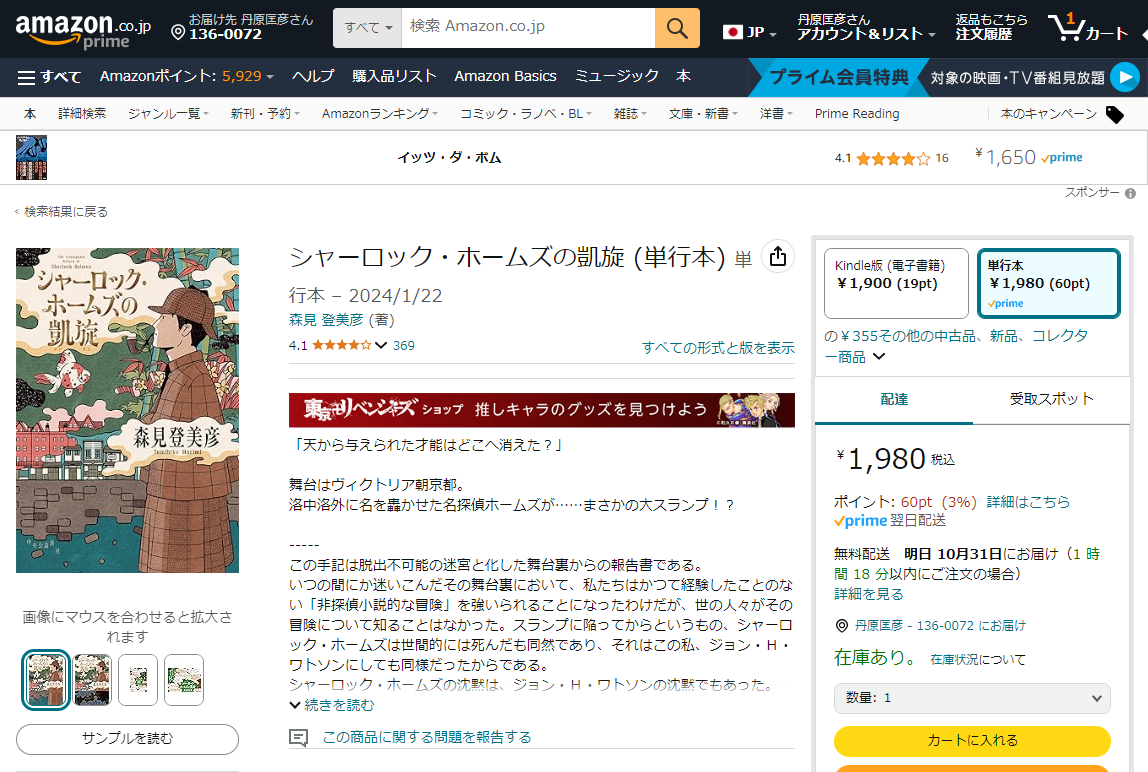 amazon.co.jp
prime
お届け先 丹原匡彦さん
136-0072
すべて
検索 Amazon.co.jp
JP
丹原匡彦さん
アカウント&リスト
返品もこちら
注文履歴
1
カート
すべて
Amazonポイント: 5,929
ヘルプ
購入品リスト
Amazon Basics
ミュージック
本
プライム会員特典
対象の映画・TV番組見放題
本
詳細検索
ジャンル一覧
新刊・予約
Amazonランキング
コミック・ラノベ・BL
雑誌
文庫・新書
洋書
Prime Reading
本のキャンペーン
イッツ・ダ・ボム
4.1
16
¥1,650
prime
スポンサー
‹ 検索結果に戻る
The Triumphant Return of
Sherlock Holmes
シャーロック・
ホームズの
凱旋
森見登美彦
Tomihiko Morimi
中央公論新社
画像にマウスを合わせると拡大さ
れます
サンプルを読む
シャーロック・ホームズの凱旋 (単行本) 単
行本 – 2024/1/22
森見 登美彦 (著)
4.1
369
すべての形式と版を表示
東京リベンジャーズ ショップ 推しキャラのグッズを見つけよう
「天から与えられた才能はどこへ消えた？」
舞台はヴィクトリア朝京都。
洛中洛外に名を轟かせた名探偵ホームズが……まさかの大スランプ！？
-----
この手記は脱出不可能の迷宮と化した舞台裏からの報告書である。
いつの間にか迷いこんだその舞台裏において、私たちはかつて経験したことのな
い「非探偵小説的な冒険」を強いられることになったわけだが、世の人々がその
冒険について知ることはなかった。スランプに陥ってからというもの、シャーロ
ック・ホームズは世間的には死んだも同然であり、それはこの私、ジョン・Ｈ・
ワトソンにしても同様だったからである。
シャーロック・ホームズの沈黙は、ジョン・Ｈ・ワトソンの沈黙でもあった。
続きを読む
この商品に関する問題を報告する
Kindle版 (電子書籍)
¥1,900 (19pt)
単行本
¥1,980 (60pt)
prime
の¥355その他の中古品、新品、コレクタ
ー商品
配達
受取スポット
¥1,980 税込
ポイント: 60pt (3%) 詳細はこちら
prime 翌日配送
無料配送 明日 10月31日にお届け（1 時
間 18 分以内にご注文の場合）
詳細を見る
丹原匡彦 - 136-0072 にお届け
在庫あり。 在庫状況について
数量: 1
カートに入れる